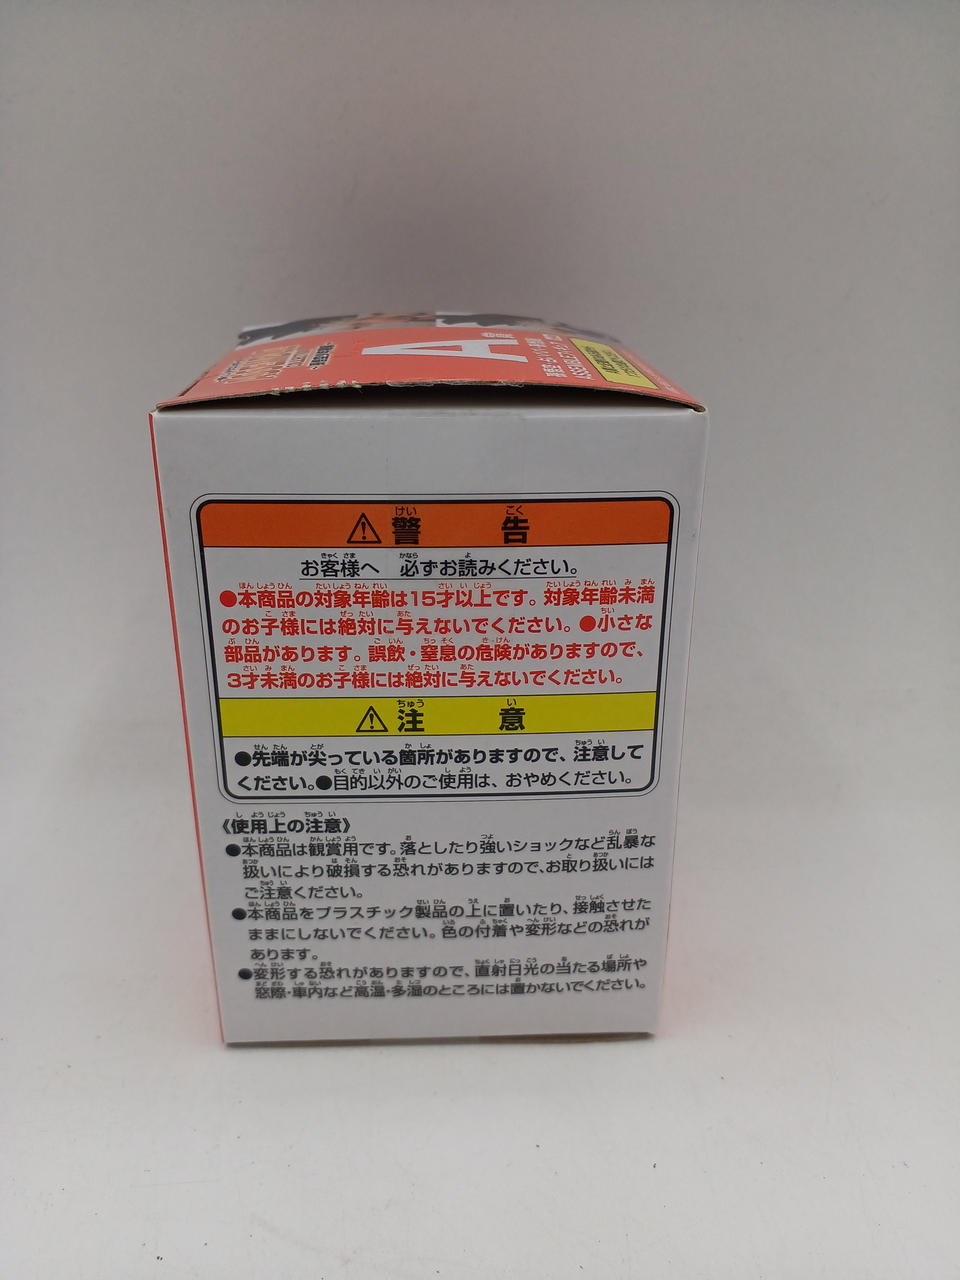 A賞
警告
お客様へ 必ずお読みください。
●本商品の対象年齢は15才以上です。対象年齢未満
のお子様には絶対に与えないでください。●小さな
部品があります。誤飲・窒息の危険がありますので、
3才未満のお子様には絶対に与えないでください。
注意
●先端が尖っている箇所がありますので、注意して
ください。●目的以外のご使用は、おやめください。
《使用上の注意》
●本商品は観賞用です。落としたり強いショックなど乱暴な
扱いにより破損する恐れがありますので、お取り扱いには
ご注意ください。
●本商品をプラスチック製品の上に置いたり、接触させた
ままにしないでください。色の付着や変形などの恐れが
あります。
●変形する恐れがありますので、直射日光の当たる場所や
窓際・車内など高温・多湿のところには置かないでください。